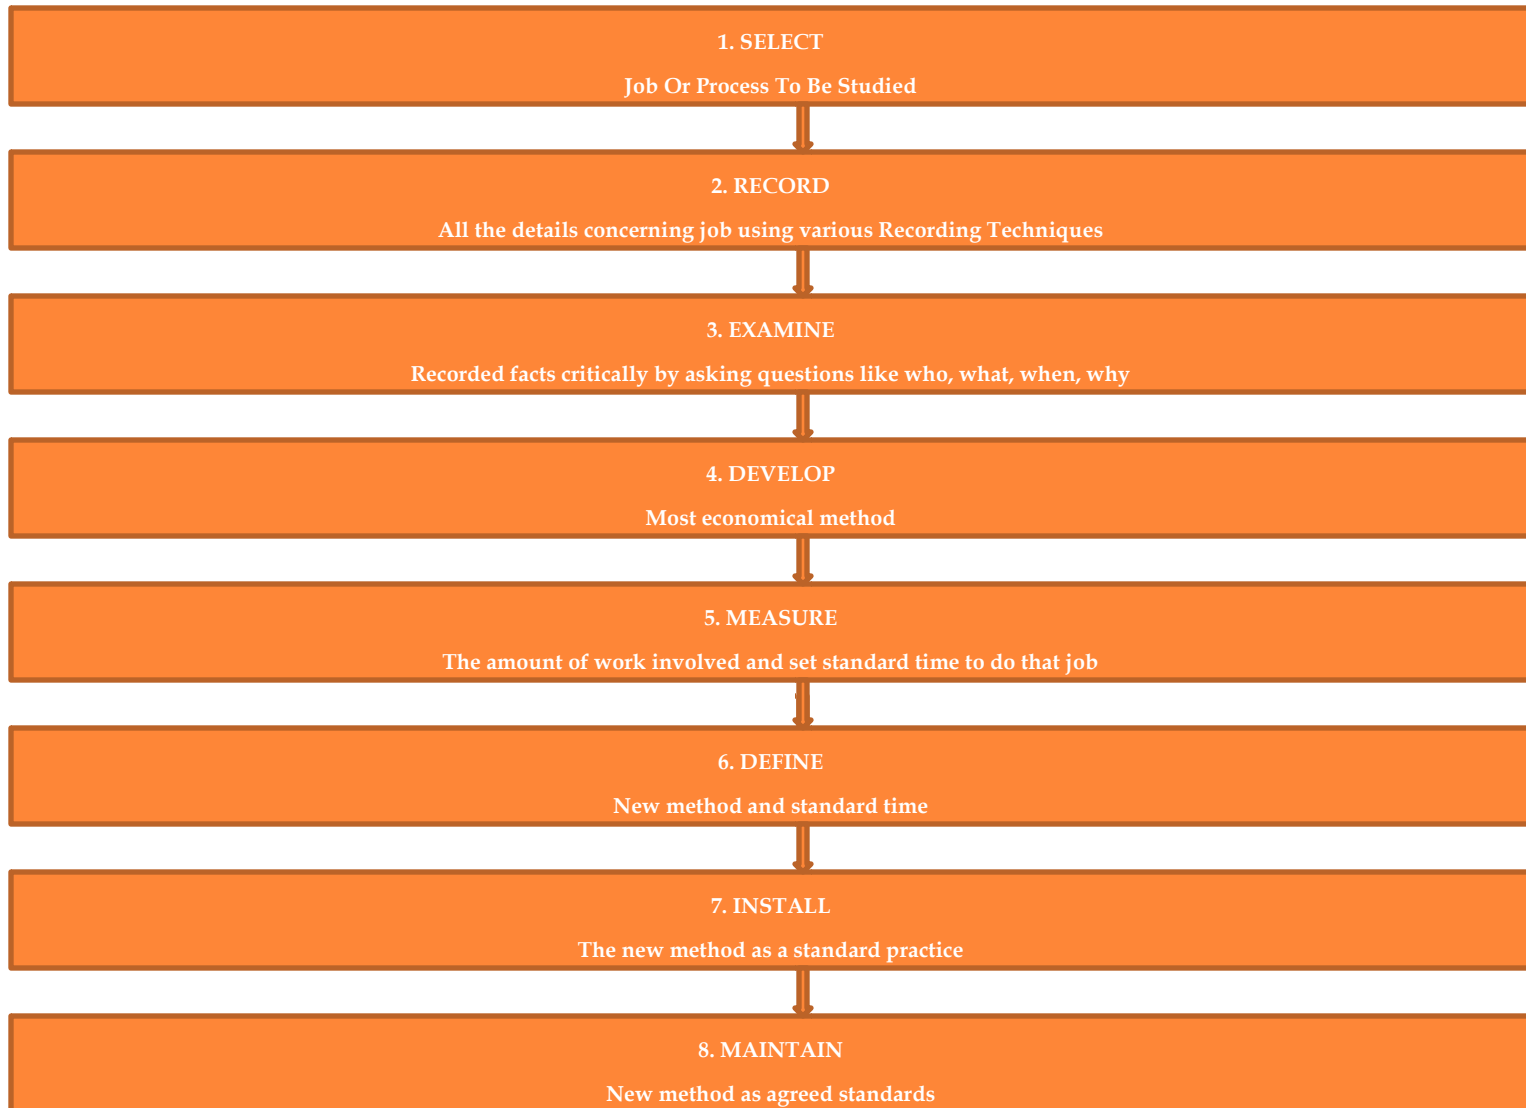 1. SELECT
Job Or Process To Be Studied
2. RECORD
All the details concerning job using various Recording Techniques
3. EXAMINE
Recorded facts critically by asking questions like who, what, when, why
4. DEVELOP
Most economical method
5. MEASURE
The amount of work involved and set standard time to do that job
6. DEFINE
New method and standard time
7. INSTALL
The new method as a standard practice
8. MAINTAIN
New method as agreed standards